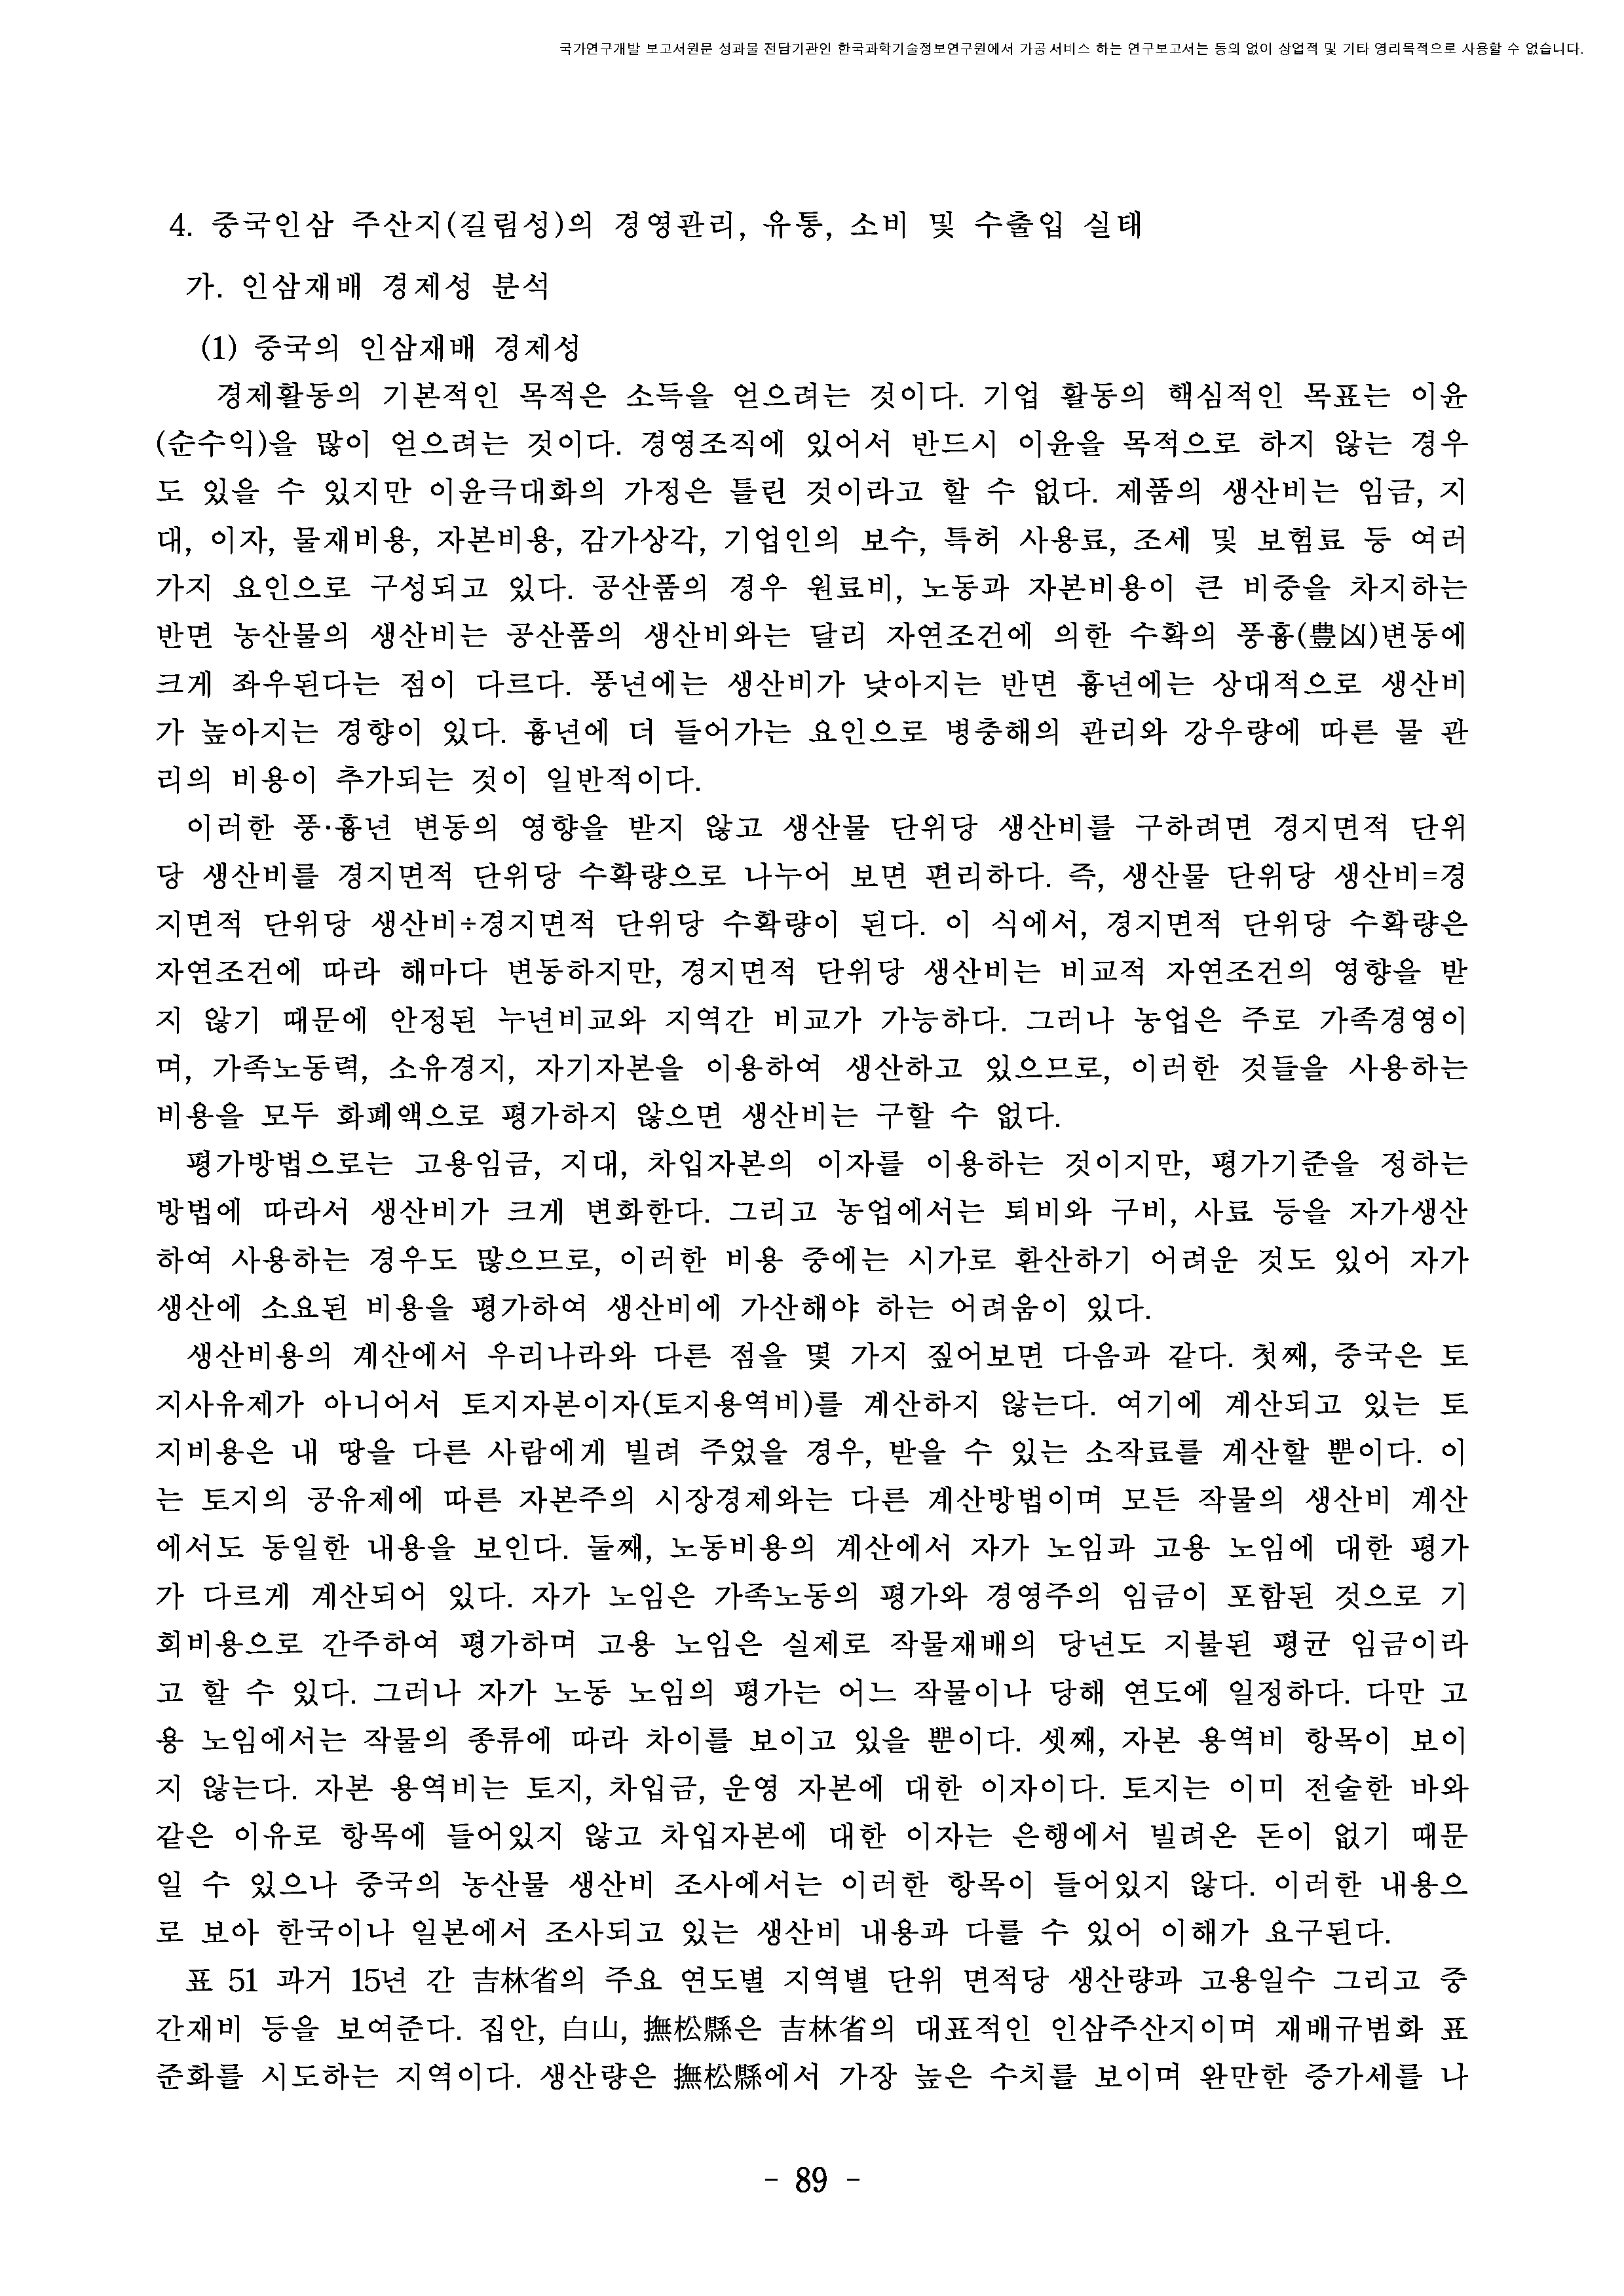 국가연구개발 보고서원문 성과물 전담기관인 한국과학기술정보연구원에서 가공·서비스 하는 연구보고서는 동의 없이 상업적 및 기타 영리목적으로 사용할 수 없습니다.
4. 중국인삼 주산지(길림성)의 경영관리, 유통, 소비 및 수출입 실태
가. 인삼재배 경제성 분석
(1) 중국의 인삼재배 경제성
경제활동의 기본적인 목적은 소득을 얻으려는 것이다. 기업 활동의 핵심적인 목표는 이윤
(순수익)을 많이 얻으려는 것이다. 경영조직에 있어서 반드시 이윤을 목적으로 하지 않는 경우
도 있을 수 있지만 이윤극대화의 가정은 틀린 것이라고 할 수 없다. 제품의 생산비는 임금, 지
대, 이자, 물재비용, 자본비용, 감가상각, 기업인의 보수, 특허 사용료, 조세 및 보험료 등 여러
가지 요인으로 구성되고 있다. 공산품의 경우 원료비, 노동과 자본비용이 큰 비중을 차지하는
반면 농산물의 생산비는 공산품의 생산비와는 달리 자연조건에 의한 수확의 풍흉(豊凶)변동에
크게 좌우된다는 점이 다르다. 풍년에는 생산비가 낮아지는 반면 흉년에는 상대적으로 생산비
가 높아지는 경향이 있다. 흉년에 더 들어가는 요인으로 병충해의 관리와 강우량에 따른 물 관
리의 비용이 추가되는 것이 일반적이다.
이러한 풍·흉년 변동의 영향을 받지 않고 생산물 단위당 생산비를 구하려면 경지면적 단위
당 생산비를 경지면적 단위당 수확량으로 나누어 보면 편리하다. 즉, 생산물 단위당 생산비=경
지면적 단위당 생산비÷경지면적 단위당 수확량이 된다. 이 식에서, 경지면적 단위당 수확량은
자연조건에 따라 해마다 변동하지만, 경지면적 단위당 생산비는 비교적 자연조건의 영향을 받
지 않기 때문에 안정된 누년비교와 지역간 비교가 가능하다. 그러나 농업은 주로 가족경영이
며, 가족노동력, 소유경지, 자기자본을 이용하여 생산하고 있으므로, 이러한 것들을 사용하는
비용을 모두 화폐액으로 평가하지 않으면 생산비는 구할 수 없다.
평가방법으로는 고용임금, 지대, 차입자본의 이자를 이용하는 것이지만, 평가기준을 정하는
방법에 따라서 생산비가 크게 변화한다. 그리고 농업에서는 퇴비와 구비, 사료 등을 자가생산
하여 사용하는 경우도 많으므로, 이러한 비용 중에는 시가로 환산하기 어려운 것도 있어 자가
생산에 소요된 비용을 평가하여 생산비에 가산해야 하는 어려움이 있다.
생산비용의 계산에서 우리나라와 다른 점을 몇 가지 짚어보면 다음과 같다. 첫째, 중국은 토
지사유제가 아니어서 토지자본이자(토지용역비)를 계산하지 않는다. 여기에 계산되고 있는 토
지비용은 내 땅을 다른 사람에게 빌려 주었을 경우, 받을 수 있는 소작료를 계산할 뿐이다. 이
는 토지의 공유제에 따른 자본주의 시장경제와는 다른 계산방법이며 모든 작물의 생산비 계산
에서도 동일한 내용을 보인다. 둘째, 노동비용의 계산에서 자가 노임과 고용 노임에 대한 평가
가 다르게 계산되어 있다. 자가 노임은 가족노동의 평가와 경영주의 임금이 포함된 것으로 기
회비용으로 간주하여 평가하며 고용 노임은 실제로 작물재배의 당년도 지불된 평균 임금이라
고 할 수 있다. 그러나 자가 노동 노임의 평가는 어느 작물이나 당해 연도에 일정하다. 다만 고
용 노임에서는 작물의 종류에 따라 차이를 보이고 있을 뿐이다. 셋째, 자본 용역비 항목이 보이
지 않는다. 자본 용역비는 토지, 차입금, 운영 자본에 대한 이자이다. 토지는 이미 전술한 바와
같은 이유로 항목에 들어있지 않고 차입자본에 대한 이자는 은행에서 빌려온 돈이 없기 때문
일 수 있으나 중국의 농산물 생산비 조사에서는 이러한 항목이 들어있지 않다. 이러한 내용으
로 보아 한국이나 일본에서 조사되고 있는 생산비 내용과 다를 수 있어 이해가 요구된다.
표 51 과거 15년 간 吉林省의 주요 연도별 지역별 단위 면적당 생산량과 고용일수 그리고 중
간재비 등을 보여준다. 집안, 白山, 撫松縣은 吉林省의 대표적인 인삼주산지이며 재배규범화 표
준화를 시도하는 지역이다. 생산량은 撫松縣에서 가장 높은 수치를 보이며 완만한 증가세를 나
- 89 -